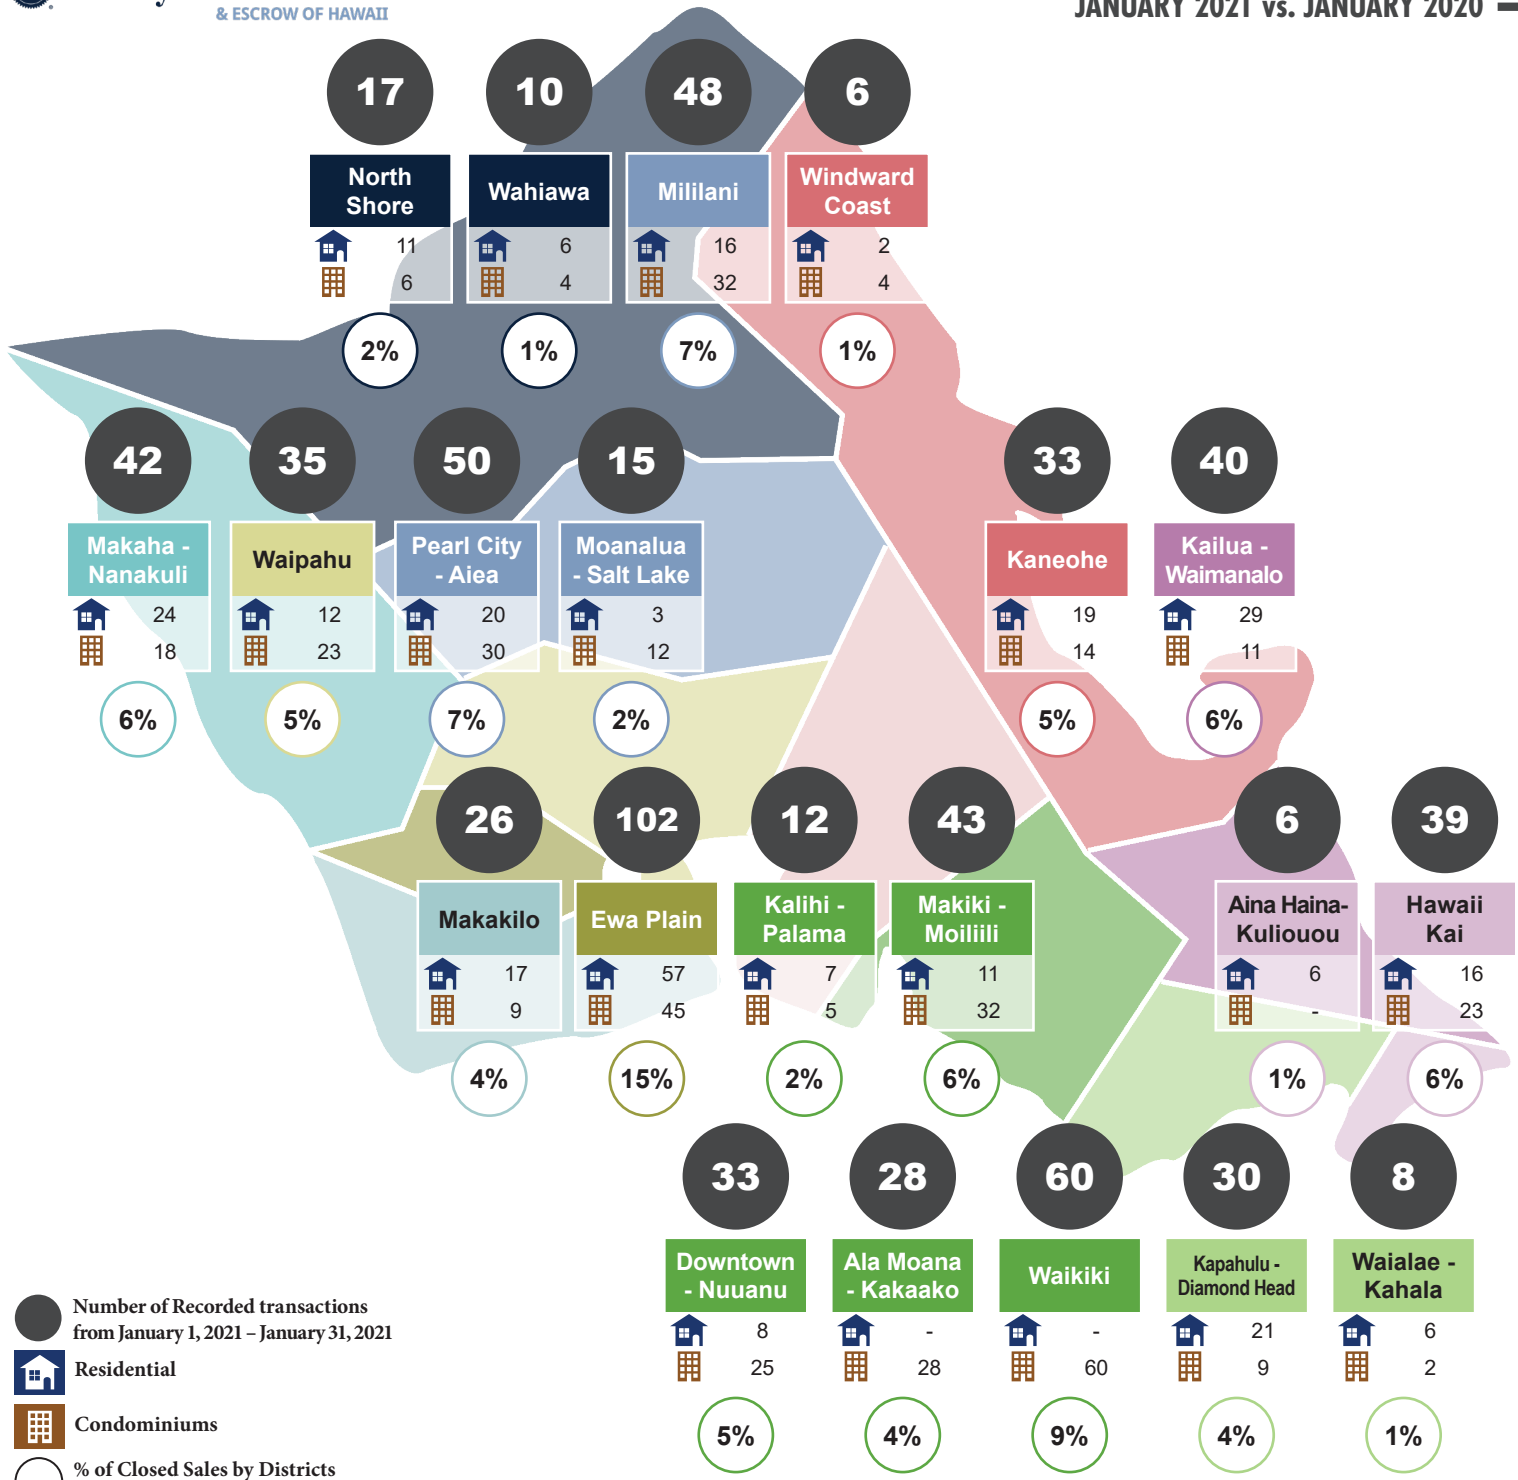 & ESCROW OF HAWAII
JANUARY 2021 vs. JANUARY 2020
17
10
48
6
North
Shore
Wahiawa
Mililani
Windward
Coast
11
6
16
2
6
4
32
4
2%
1%
7%
1%
42
35
50
15
33
40
Makaha -
Nanakuli
Waipahu
Pearl City
- Aiea
Moanalua
- Salt Lake
Kaneohe
Kailua -
Waimanalo
24
12
20
3
19
29
18
23
30
12
14
11
6%
5%
7%
2%
5%
6%
26
102
12
43
6
39
Makakilo
Ewa Plain
Kalihi -
Palama
Makiki -
Moiliili
Aina Haina-
Kuliouou
Hawaii
Kai
17
57
7
11
6
16
9
45
5
32
-
23
4%
15%
2%
6%
1%
6%
33
28
60
30
8
Downtown
- Nuuanu
Ala Moana
- Kakaako
Waikiki
Kapahulu -
Diamond Head
Waialae -
Kahala
8
-
-
21
6
25
28
60
9
2
5%
4%
9%
4%
1%
Number of Recorded transactions
from January 1, 2021 – January 31, 2021
Residential
Condominiums
% of Closed Sales by Districts